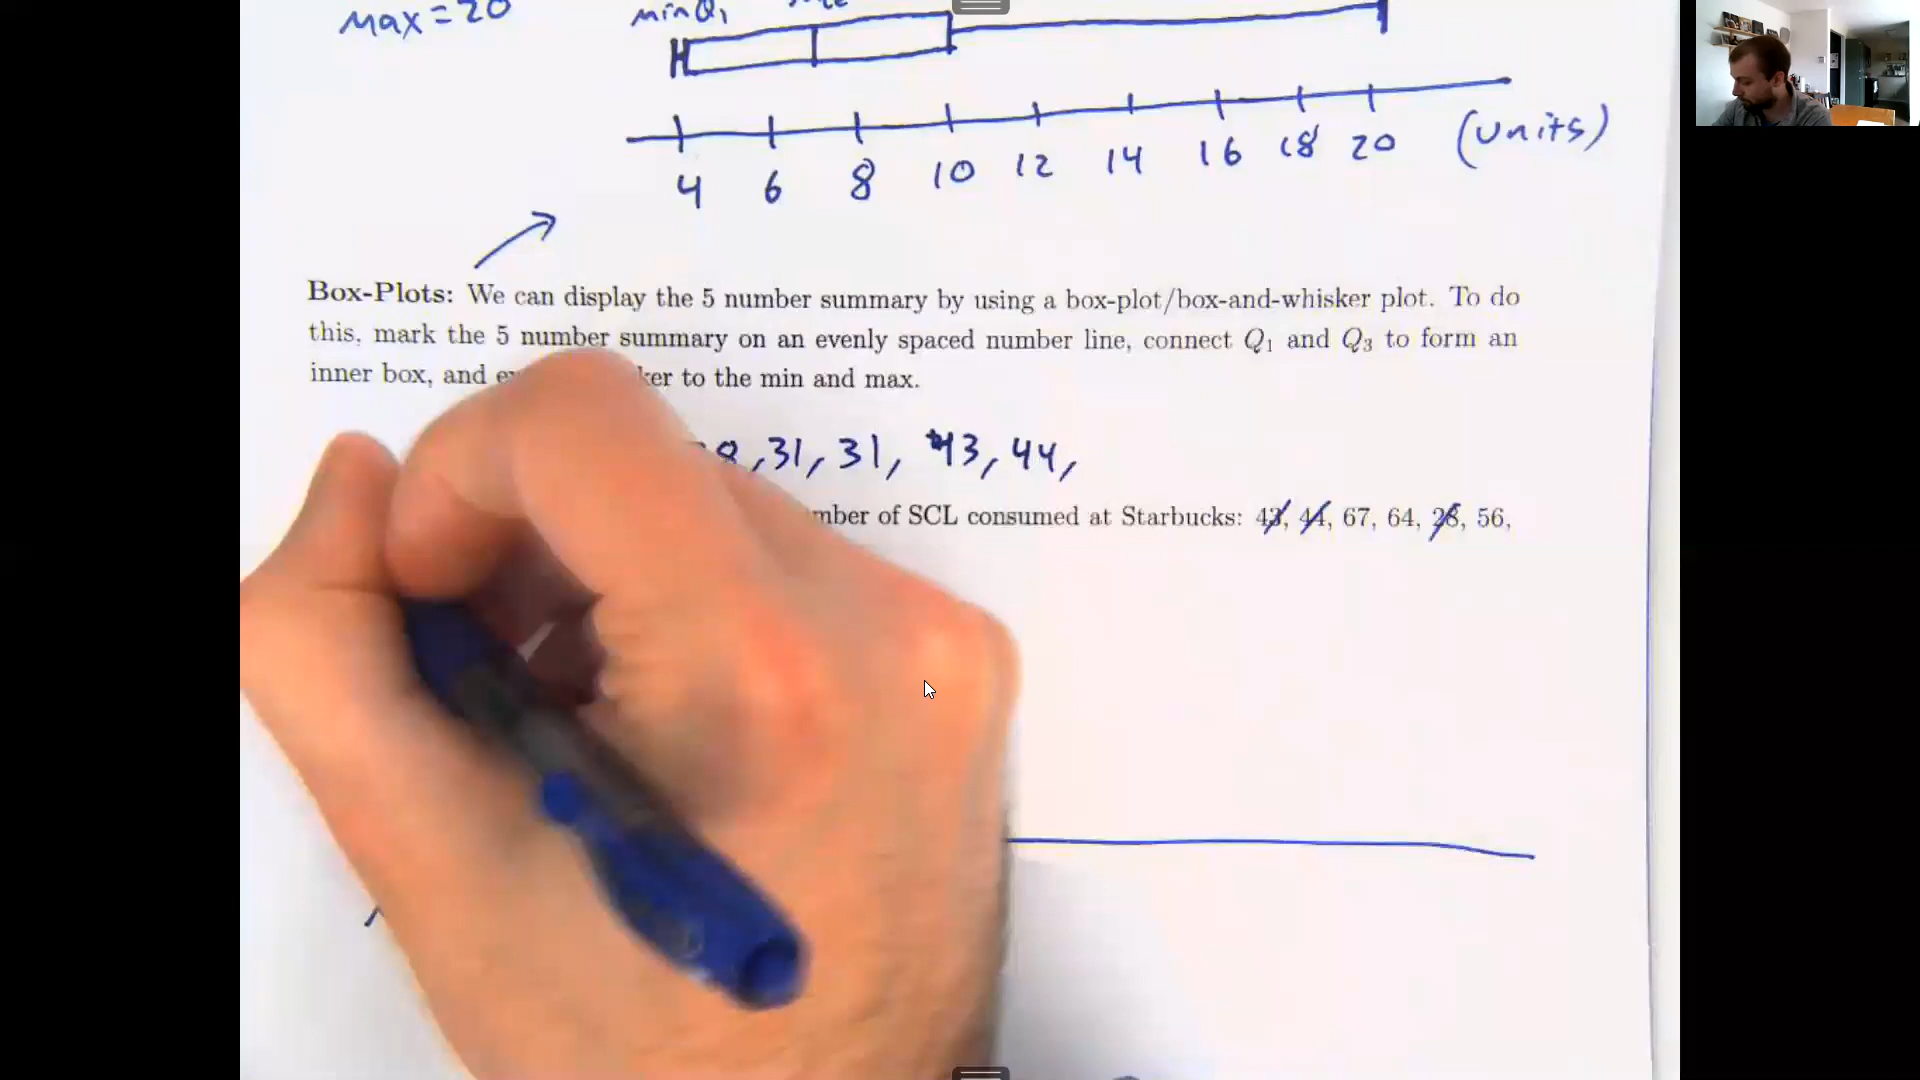 max = 20
min Q1
4 6 8 10 12 14 16 18 20 (units)
Box-Plots: We can display the 5 number summary by using a box-plot/box-and-whisker plot. To do
this, mark the 5 number summary on an evenly spaced number line, connect Q1 and Q3 to form an
inner box, and to the min and max.
, 31, 31, 43, 44,
of SCL consumed at Starbucks: 43, 44, 67, 64, 28, 56,